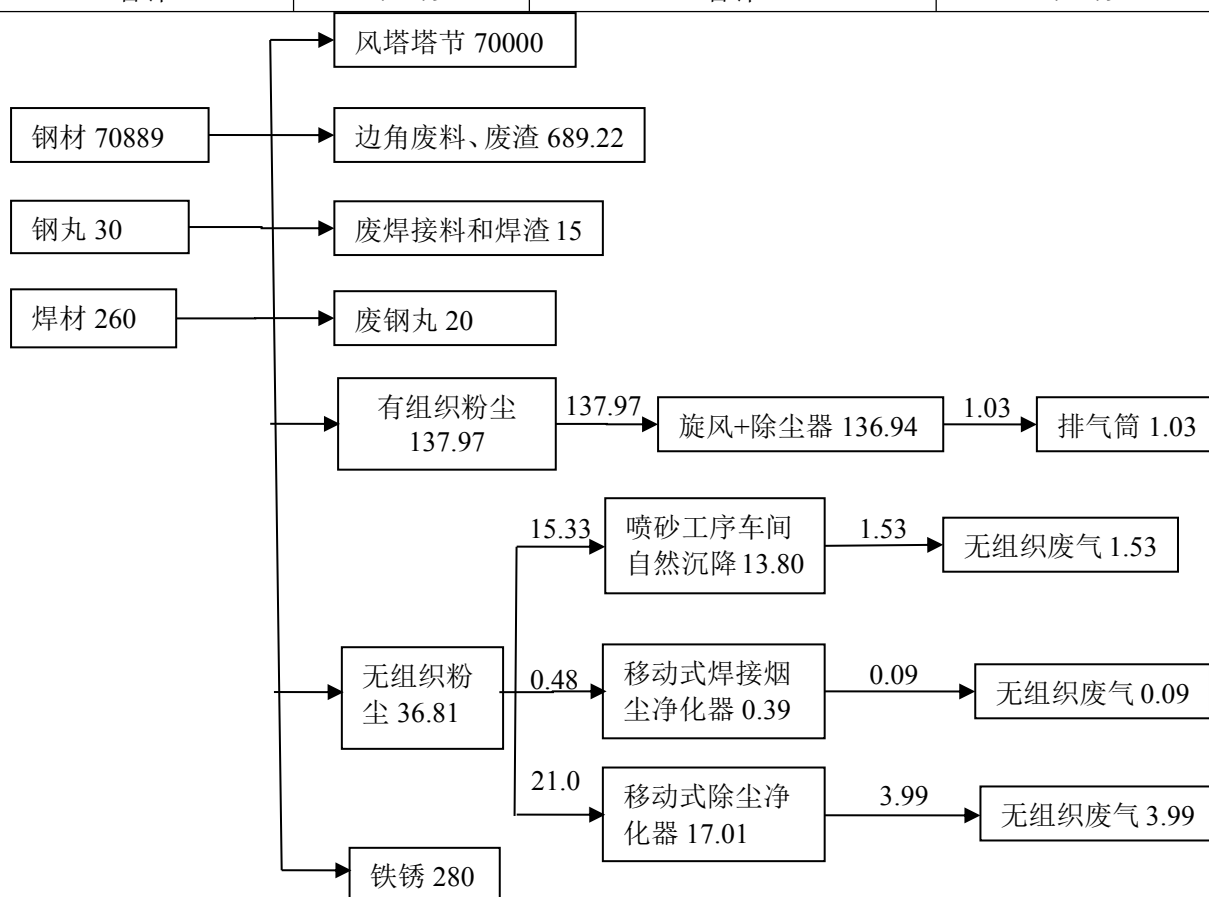 风塔塔节 70000
钢材 70889
边角废料、废渣 689.22
钢丸 30
废焊接料和焊渣 15
焊材 260
废钢丸 20
有组织粉尘
137.97
137.97
旋风+除尘器 136.94
1.03
排气筒 1.03
15.33
喷砂工序车间
自然沉降 13.80
1.53
无组织废气 1.53
无组织粉
尘 36.81
0.48
移动式焊接烟
尘净化器 0.39
0.09
无组织废气 0.09
21.0
移动式除尘净
化器 17.01
3.99
无组织废气 3.99
铁锈 280